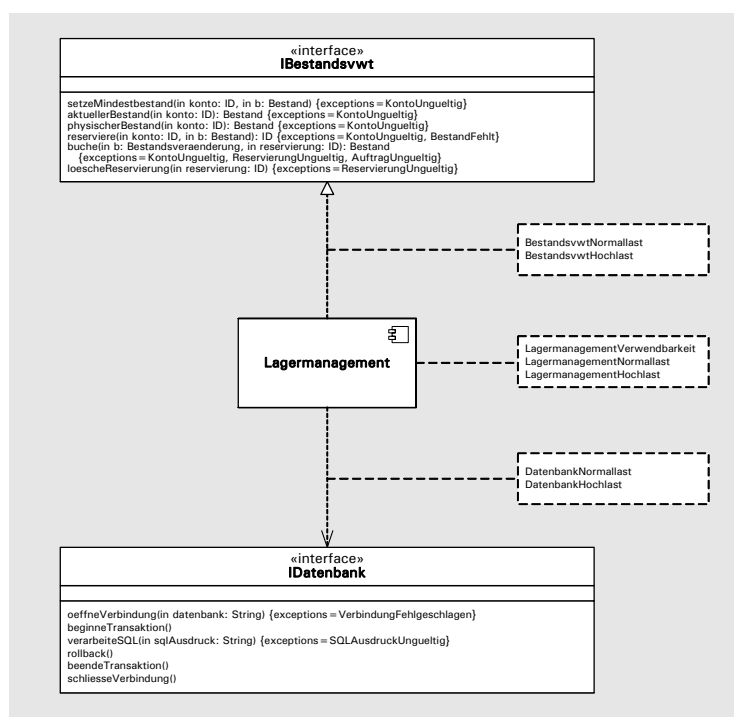 «interface»
IBestandsvwt
setzeMindestbestand(in konto: ID, in b: Bestand) {exceptions=KontoUngueltig}
aktuellerBestand(in konto: ID): Bestand {exceptions=KontoUngueltig}
physischerBestand(in konto: ID): Bestand {exceptions=KontoUngueltig}
reserviere(in konto: ID, in b: Bestand): ID {exceptions=KontoUngueltig, BestandFehlt}
buche(in b: Bestandsveraenderung, in reservierung: ID): Bestand
{exceptions=KontoUngueltig, ReservierungUngueltig, AuftragUngueltig}
loescheReservierung(in reservierung: ID) {exceptions=ReservierungUngueltig}
BestandsvwtNormallast
BestandsvwtHochlast
Lagermanagement
LagermanagementVerwendbarkeit
LagermanagementNormallast
LagermanagementHochlast
DatenbankNormallast
DatenbankHochlast
«interface»
IDatenbank
oeffneVerbindung(in datenbank: String) {exceptions=VerbindungFehlgeschlagen}
beginneTransaktion()
verarbeiteSQL(in sqlAusdruck: String) {exceptions=SQLAusdruckUngueltig}
rollback()
beendeTransaktion()
schliesseVerbindung()